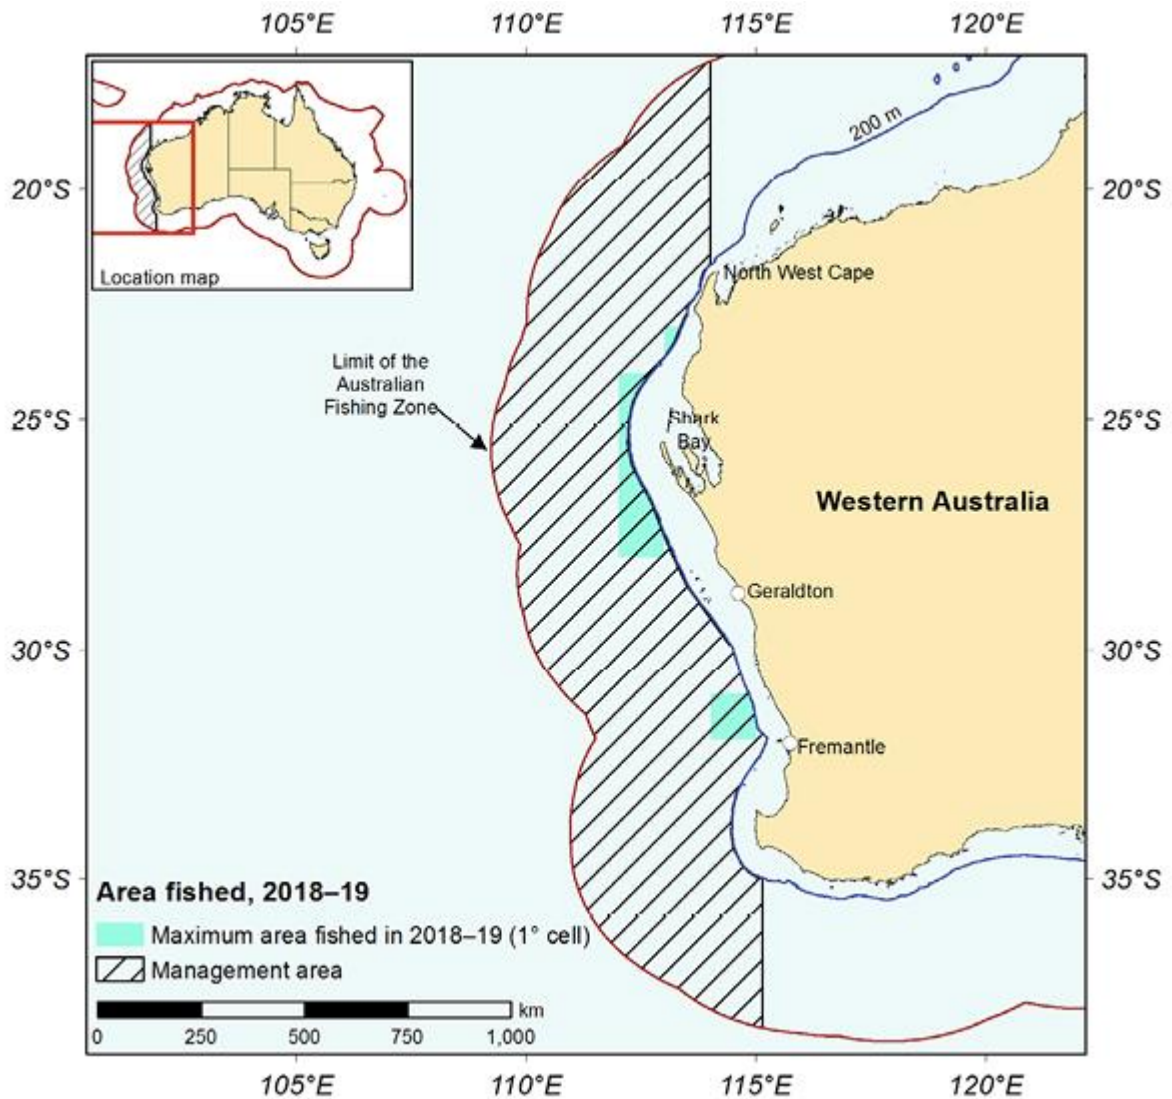 105°E 110°E 115°E 120°E
200 m
20°S 20°S
Location map
North West Cape
Limit of the
Australian
Fishing Zone
25°S 25°S
Shark
Bay
Western Australia
Geraldton
30°S 30°S
Fremantle
35°S 35°S
Area fished, 2018–19
Maximum area fished in 2018–19 (1° cell)
Management area
km
0 250 500 750 1,000
105°E 110°E 115°E 120°E